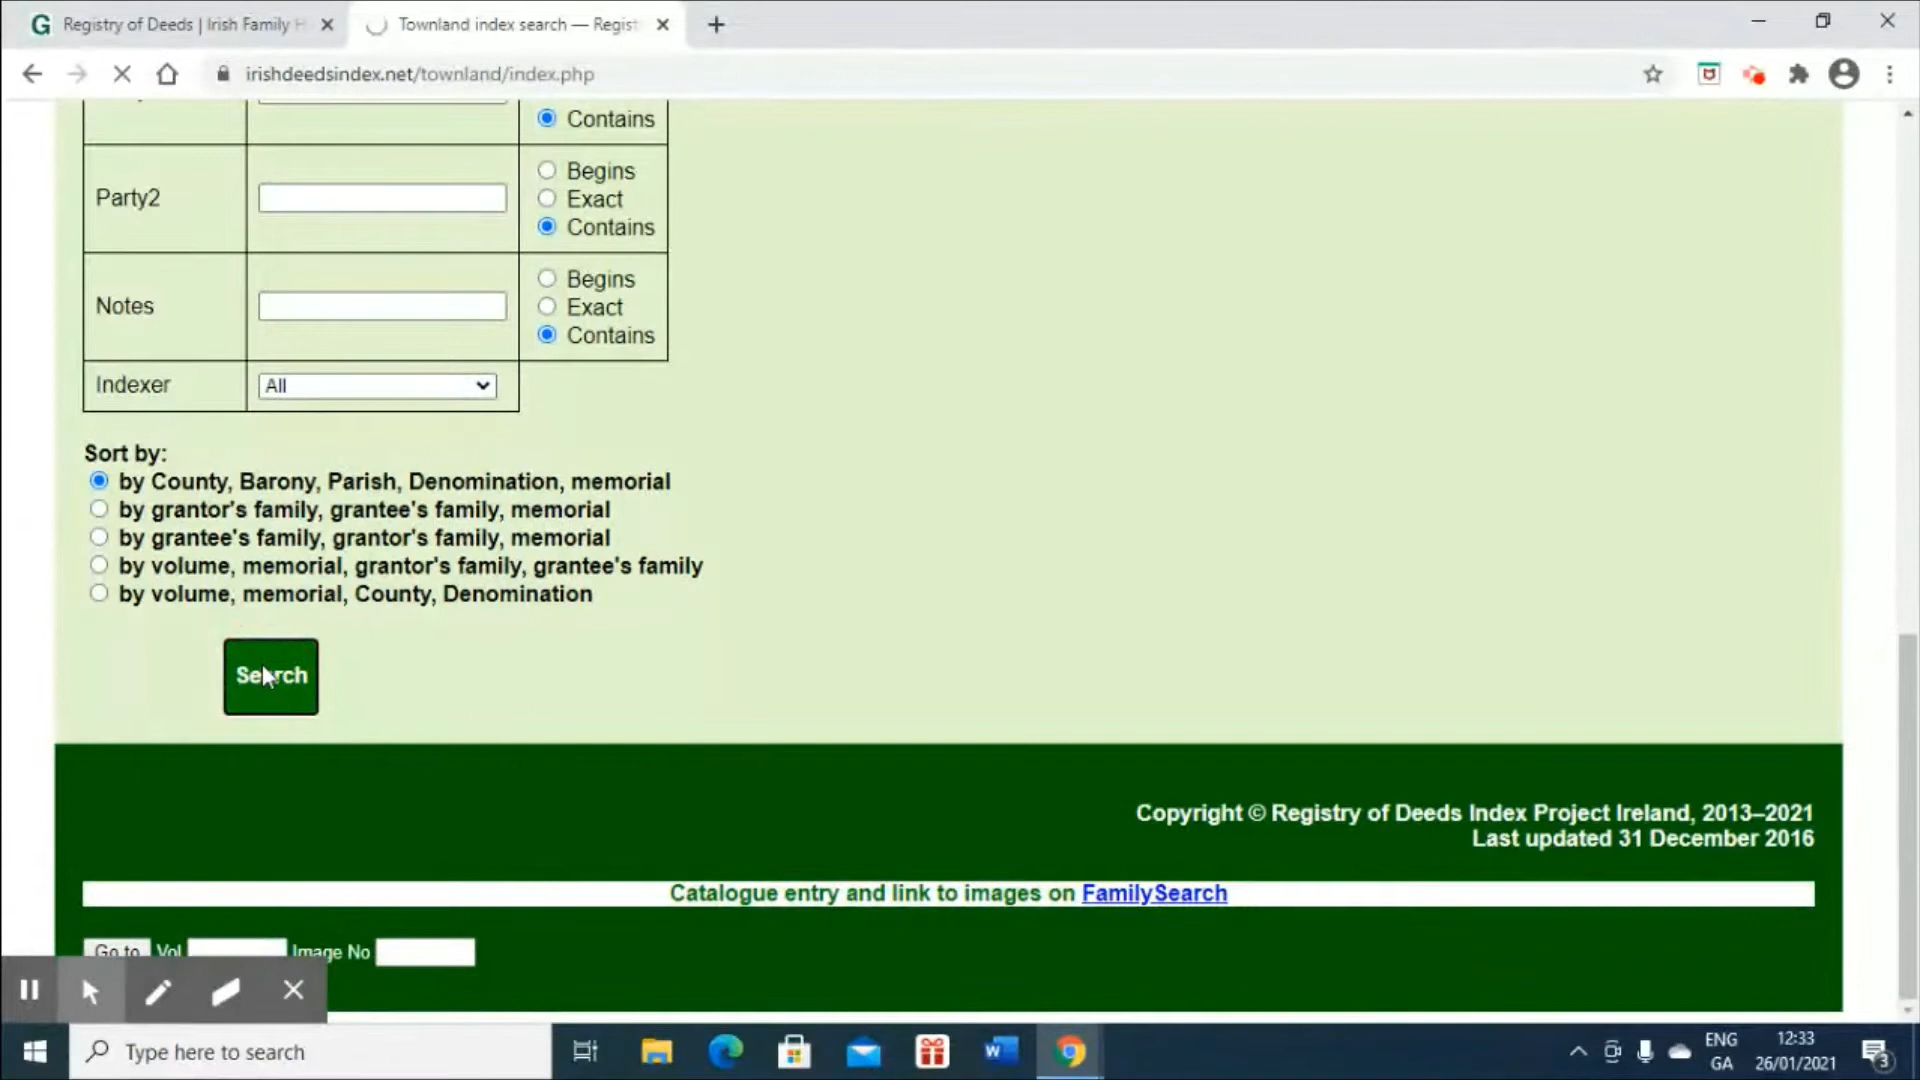 Registry of Deeds | Irish Family H
Townland index search — Regist
irishdeedsindex.net/townland/index.php
Contains
Party2
Begins
Exact
Contains
Notes
Begins
Exact
Contains
Indexer
All
Sort by:
by County, Barony, Parish, Denomination, memorial
by grantor's family, grantee's family, memorial
by grantee's family, grantor's family, memorial
by volume, memorial, grantor's family, grantee's family
by volume, memorial, County, Denomination
Search
Copyright © Registry of Deeds Index Project Ireland, 2013–2021
Last updated 31 December 2016
Catalogue entry and link to images on FamilySearch
Go to Vol Image No
Type here to search
ENG
GA
12:33
26/01/2021
3